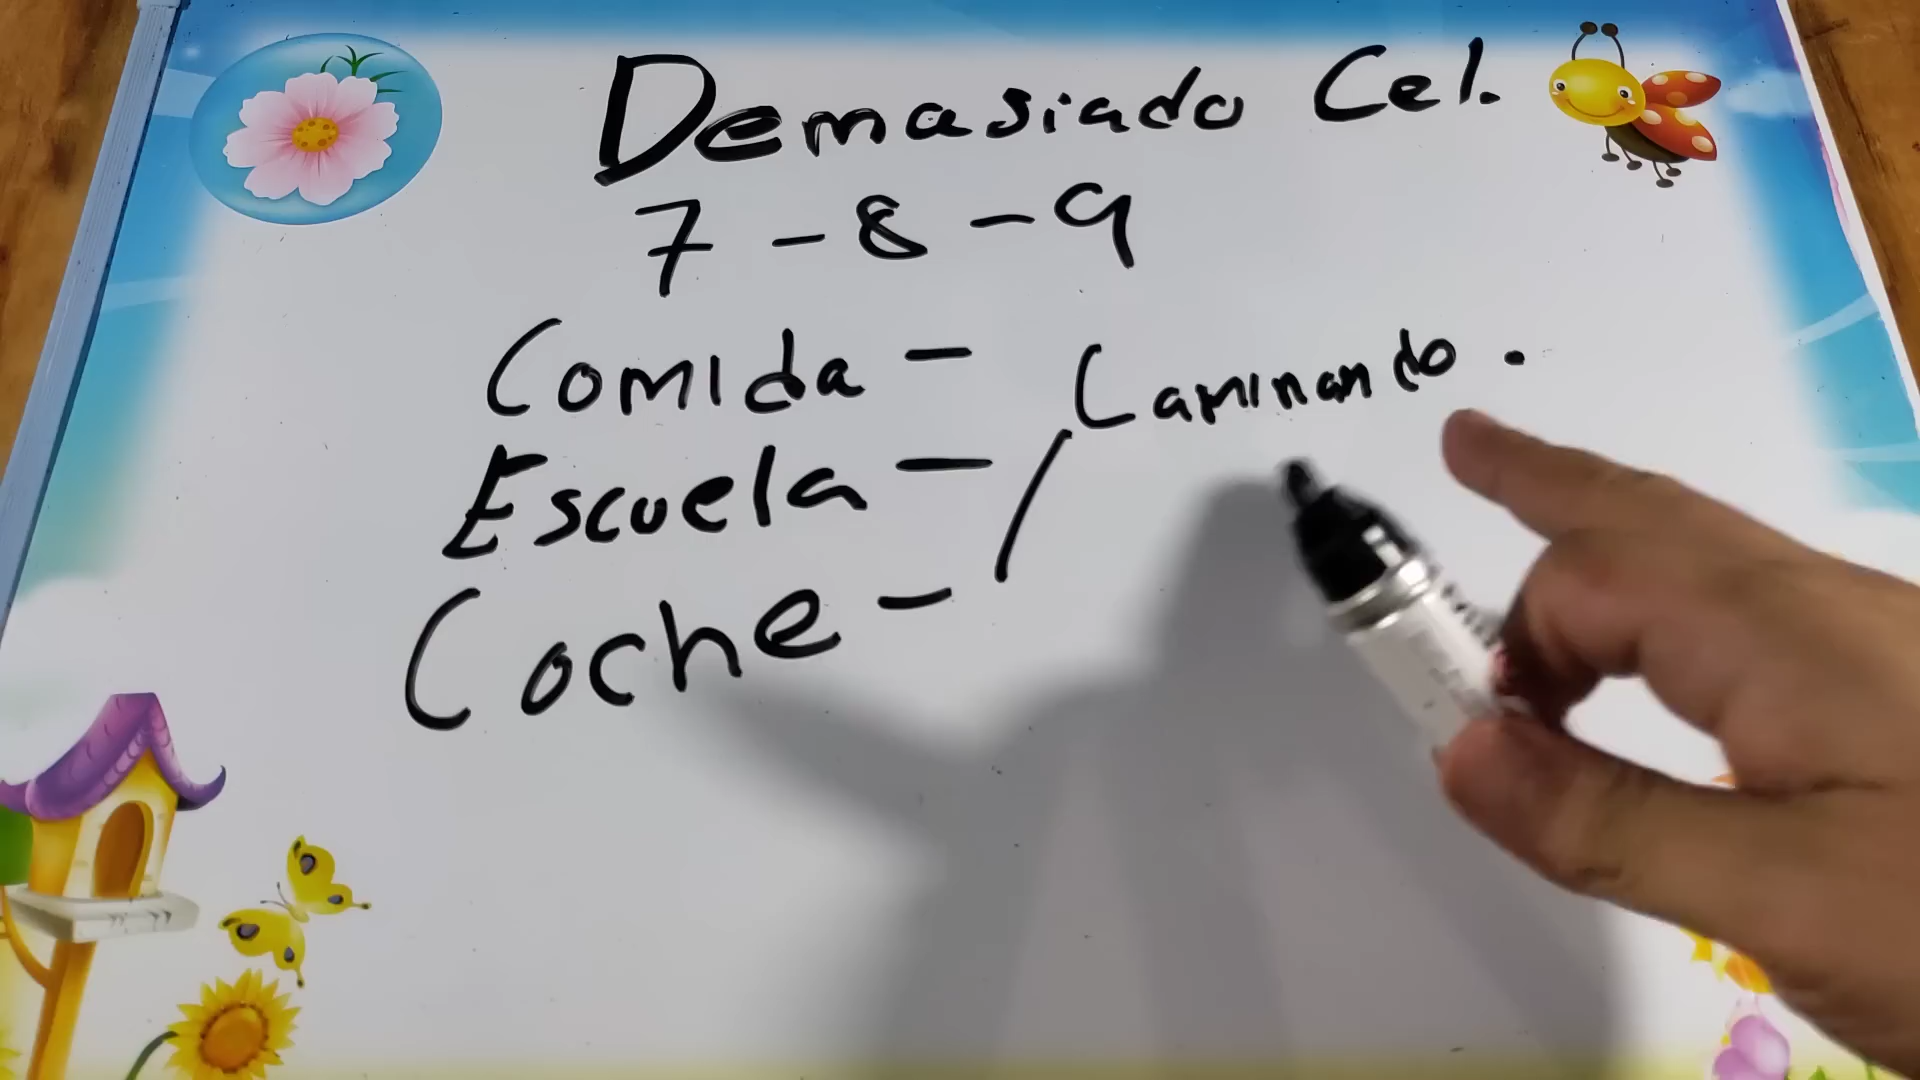 Demasiado Cel.
7 - 8 - 9
Comida - Caminando.
Escuela - /
Coche -